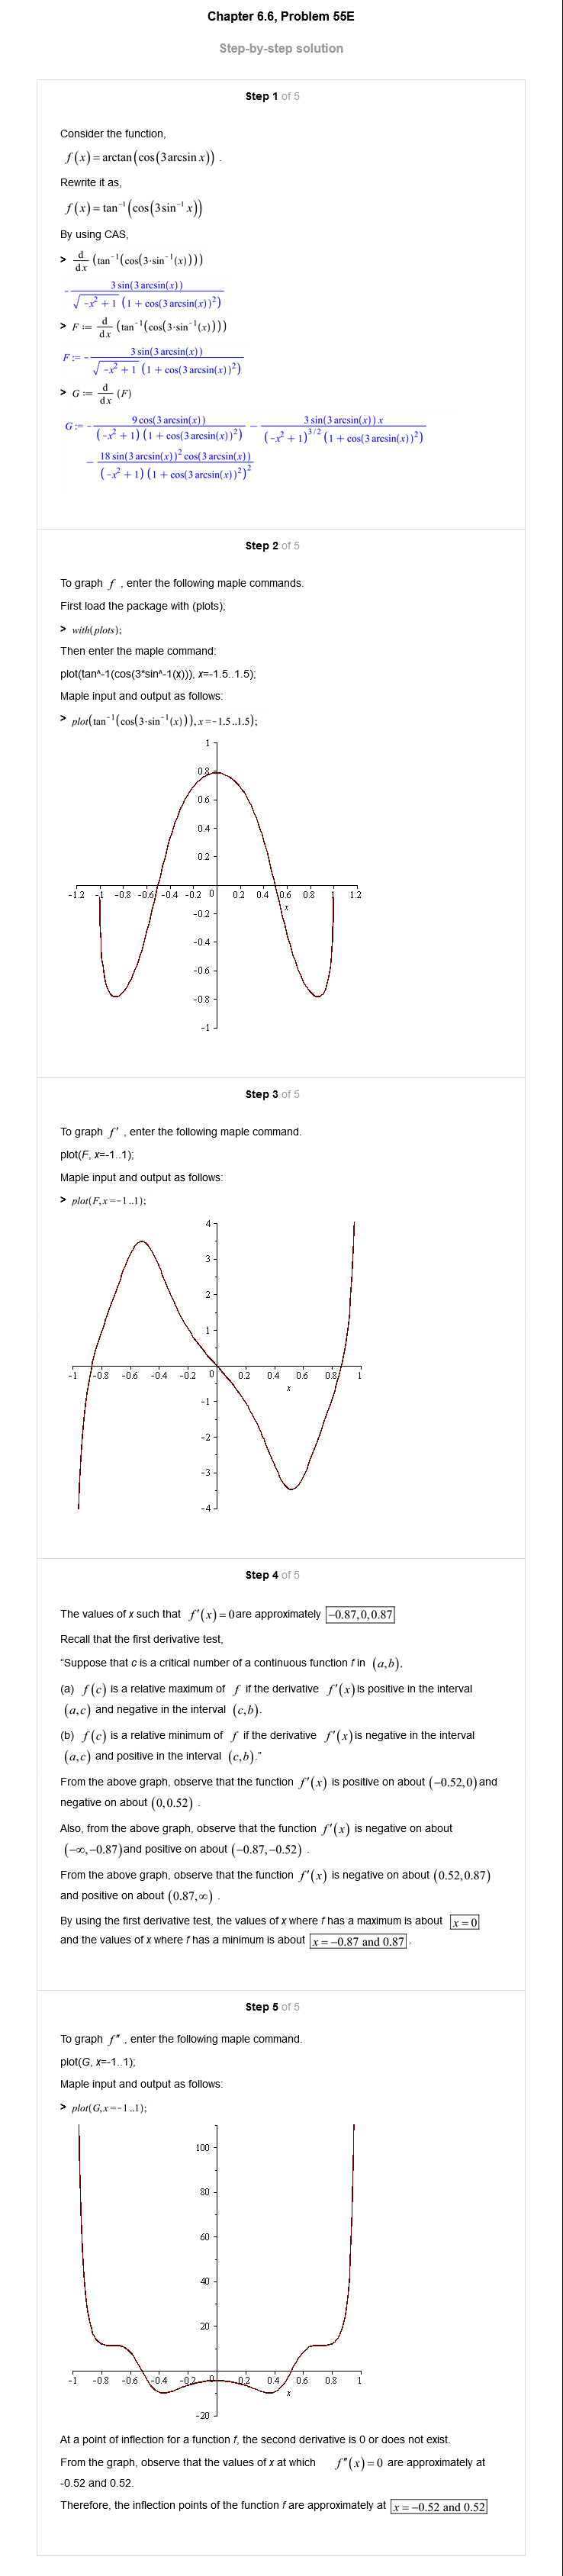 Chapter 6.6, Problem 55E
Step-by-step solution
Step 1 of 5
Consider the function,
f(x) = arctan(cos(3arcsin x)) .
Rewrite it as,
f(x) = tan⁻¹(cos(3sin⁻¹ x))
By using CAS,
> d/dx (tan⁻¹(cos(3·sin⁻¹(x))))
- 3 sin(3 arcsin(x)) / (√(-x² + 1) (1 + cos(3 arcsin(x))²))
> F := d/dx (tan⁻¹(cos(3·sin⁻¹(x))))
F := - 3 sin(3 arcsin(x)) / (√(-x² + 1) (1 + cos(3 arcsin(x))²))
> G := d/dx (F)
G := - 9 cos(3 arcsin(x)) / ((-x² + 1) (1 + cos(3 arcsin(x))²)) - 3 sin(3 arcsin(x)) x / ((-x² + 1)^(3/2) (1 + cos(3 arcsin(x))²))
- 18 sin(3 arcsin(x))² cos(3 arcsin(x)) / ((-x² + 1) (1 + cos(3 arcsin(x))²)²)
Step 2 of 5
To graph f , enter the following maple commands.
First load the package with (plots);
> with(plots);
Then enter the maple command:
plot(tan^-1(cos(3*sin^-1(x))), x=-1.5..1.5);
Maple input and output as follows:
> plot(tan⁻¹(cos(3·sin⁻¹(x))), x = -1.5 ..1.5);
1
0.8
0.6
0.4
0.2
-1.2 -1 -0.8 -0.6 -0.4 -0.2 0 0.2 0.4 0.6 0.8 1 1.2
x
-0.2
-0.4
-0.6
-0.8
-1
Step 3 of 5
To graph f′ , enter the following maple command.
plot(F, x=-1..1);
Maple input and output as follows:
> plot(F, x = -1 ..1);
4
3
2
1
-1 -0.8 -0.6 -0.4 -0.2 0 0.2 0.4 0.6 0.8 1
x
-1
-2
-3
-4
Step 4 of 5
The values of x such that f′(x) = 0 are approximately -0.87, 0, 0.87
Recall that the first derivative test,
“Suppose that c is a critical number of a continuous function f in (a,b).
(a) f(c) is a relative maximum of f if the derivative f′(x) is positive in the interval
(a,c) and negative in the interval (c,b).
(b) f(c) is a relative minimum of f if the derivative f′(x) is negative in the interval
(a,c) and positive in the interval (c,b).”
From the above graph, observe that the function f′(x) is positive on about (-0.52,0) and
negative on about (0,0.52) .
Also, from the above graph, observe that the function f′(x) is negative on about
(-∞,-0.87) and positive on about (-0.87,-0.52) .
From the above graph, observe that the function f′(x) is negative on about (0.52,0.87)
and positive on about (0.87,∞) .
By using the first derivative test, the values of x where f has a maximum is about x = 0
and the values of x where f has a minimum is about x = -0.87 and 0.87 .
Step 5 of 5
To graph f″ , enter the following maple command.
plot(G, x=-1..1);
Maple input and output as follows:
> plot(G, x = -1 ..1);
100
80
60
40
20
-1 -0.8 -0.6 -0.4 -0.2 0 0.2 0.4 0.6 0.8 1
x
-20
At a point of inflection for a function f, the second derivative is 0 or does not exist.
From the graph, observe that the values of x at which f″(x) = 0 are approximately at
-0.52 and 0.52.
Therefore, the inflection points of the function f are approximately at x = -0.52 and 0.52